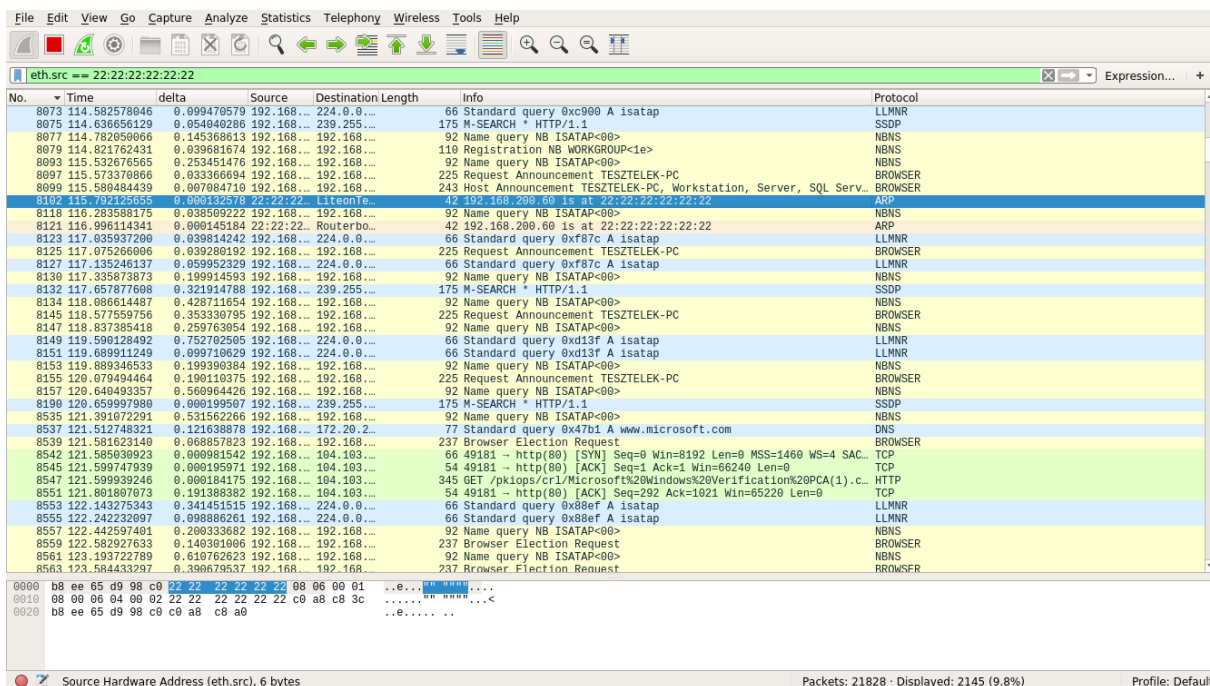 File Edit View Go Capture Analyze Statistics Telephony Wireless Tools Help
eth.src == 22:22:22:22:22:22 Expression... +
No. Time delta Source Destination Length Info Protocol
8073 114.582578046 0.099470579 192.168.… 224.0.0.… 66 Standard query 0xc900 A isatap LLMNR
8075 114.636656129 0.054040286 192.168.… 239.255.… 175 M-SEARCH * HTTP/1.1 SSDP
8077 114.782050066 0.145368613 192.168.… 192.168.… 92 Name query NB ISATAP<00> NBNS
8079 114.821762431 0.039681674 192.168.… 192.168.… 110 Registration NB WORKGROUP<1e> NBNS
8093 115.532676565 0.253451476 192.168.… 192.168.… 92 Name query NB ISATAP<00> NBNS
8097 115.573370866 0.033366694 192.168.… 192.168.… 225 Request Announcement TESZTELEK-PC BROWSER
8099 115.580484439 0.007084710 192.168.… 192.168.… 243 Host Announcement TESZTELEK-PC, Workstation, Server, SQL Serv… BROWSER
8102 115.792125655 0.000132578 22:22:22… LiteonTe… 42 192.168.200.60 is at 22:22:22:22:22:22 ARP
8118 116.283588175 0.038509222 192.168.… 192.168.… 92 Name query NB ISATAP<00> NBNS
8121 116.996114341 0.000145184 22:22:22… Routerbo… 42 192.168.200.60 is at 22:22:22:22:22:22 ARP
8123 117.035937200 0.039814242 192.168.… 224.0.0.… 66 Standard query 0xf87c A isatap LLMNR
8125 117.075266006 0.039280192 192.168.… 192.168.… 225 Request Announcement TESZTELEK-PC BROWSER
8127 117.135246137 0.059952329 192.168.… 224.0.0.… 66 Standard query 0xf87c A isatap LLMNR
8130 117.335873873 0.199914593 192.168.… 192.168.… 92 Name query NB ISATAP<00> NBNS
8132 117.657877608 0.321914788 192.168.… 239.255.… 175 M-SEARCH * HTTP/1.1 SSDP
8134 118.086614487 0.428711654 192.168.… 192.168.… 92 Name query NB ISATAP<00> NBNS
8145 118.577559756 0.353330795 192.168.… 192.168.… 225 Request Announcement TESZTELEK-PC BROWSER
8147 118.837385418 0.259763054 192.168.… 192.168.… 92 Name query NB ISATAP<00> NBNS
8149 119.590128492 0.752702505 192.168.… 224.0.0.… 66 Standard query 0xd13f A isatap LLMNR
8151 119.689911249 0.099710629 192.168.… 224.0.0.… 66 Standard query 0xd13f A isatap LLMNR
8153 119.889346533 0.199390384 192.168.… 192.168.… 92 Name query NB ISATAP<00> NBNS
8155 120.079494464 0.190110375 192.168.… 192.168.… 225 Request Announcement TESZTELEK-PC BROWSER
8157 120.640493357 0.560964426 192.168.… 192.168.… 92 Name query NB ISATAP<00> NBNS
8190 120.659997980 0.000199507 192.168.… 239.255.… 175 M-SEARCH * HTTP/1.1 SSDP
8535 121.391072291 0.531562266 192.168.… 192.168.… 92 Name query NB ISATAP<00> NBNS
8537 121.512748321 0.121638878 192.168.… 172.20.2… 77 Standard query 0x47b1 A www.microsoft.com DNS
8539 121.581623140 0.068857823 192.168.… 192.168.… 237 Browser Election Request BROWSER
8542 121.585030923 0.000981542 192.168.… 104.103.… 66 49181 → http(80) [SYN] Seq=0 Win=8192 Len=0 MSS=1460 WS=4 SAC… TCP
8545 121.599747939 0.000195971 192.168.… 104.103.… 54 49181 → http(80) [ACK] Seq=1 Ack=1 Win=66240 Len=0 TCP
8547 121.599939246 0.000184175 192.168.… 104.103.… 345 GET /pkiops/crl/Microsoft%20Windows%20Verification%20PCA(1).c… HTTP
8551 121.801807073 0.191388382 192.168.… 104.103.… 54 49181 → http(80) [ACK] Seq=292 Ack=1021 Win=65220 Len=0 TCP
8553 122.143275343 0.341451515 192.168.… 224.0.0.… 66 Standard query 0x88ef A isatap LLMNR
8555 122.242232097 0.098886261 192.168.… 224.0.0.… 66 Standard query 0x88ef A isatap LLMNR
8557 122.442597401 0.200333682 192.168.… 192.168.… 92 Name query NB ISATAP<00> NBNS
8559 122.582927633 0.140301006 192.168.… 192.168.… 237 Browser Election Request BROWSER
8561 123.193722789 0.610762623 192.168.… 192.168.… 92 Name query NB ISATAP<00> NBNS
8563 123.584433297 0.390679537 192.168.… 192.168.… 237 Browser Election Request BROWSER
0000 b8 ee 65 d9 98 c0 22 22 22 22 22 22 08 06 00 01 ..e..."" """"....
0010 08 00 06 04 00 02 22 22 22 22 22 22 c0 a8 c8 3c ......"" """"...<
0020 b8 ee 65 d9 98 c0 c0 a8 c8 a0 ..e..... ..
Source Hardware Address (eth.src), 6 bytes Packets: 21828 · Displayed: 2145 (9.8%) Profile: Defaul